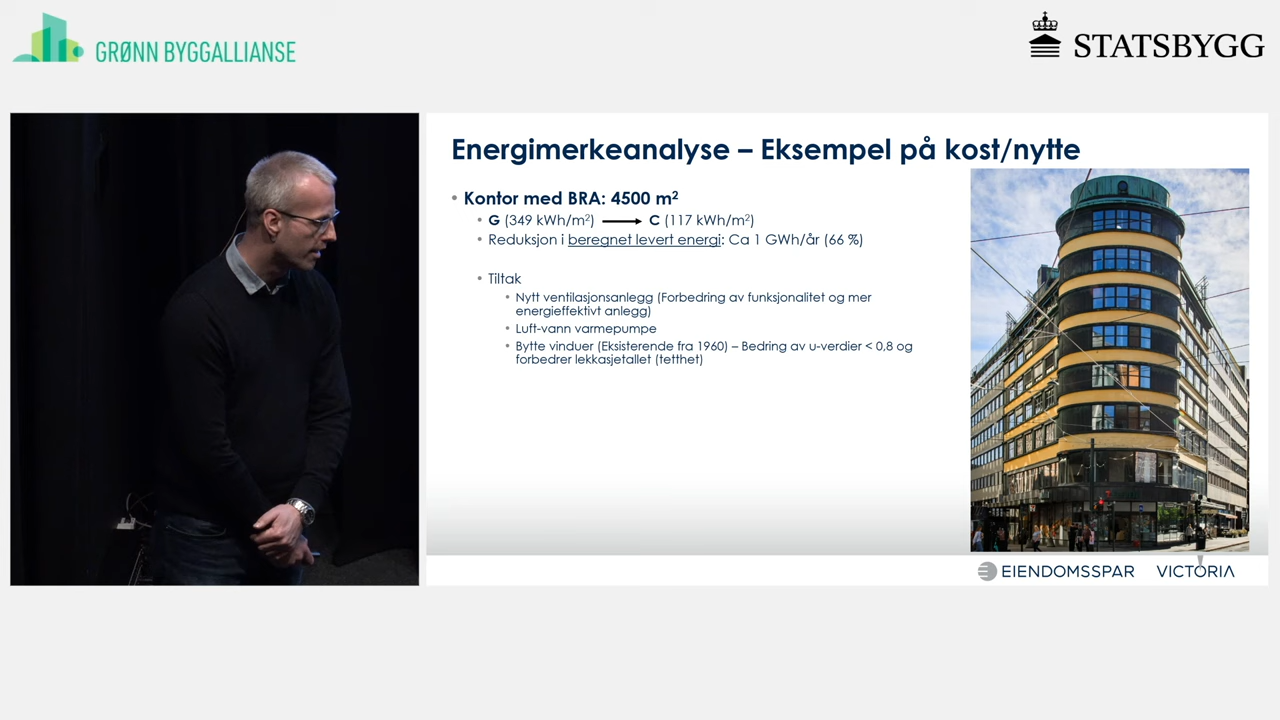 GRØNN BYGGALLIANSE
STATSBYGG
Energimerkeanalyse – Eksempel på kost/nytte
• Kontor med BRA: 4500 m²
• G (349 kWh/m²) → C (117 kWh/m²)
• Reduksjon i beregnet levert energi: Ca 1 GWh/år (66 %)
• Tiltak
• Nytt ventilasjonsanlegg (Forbedring av funksjonalitet og mer
energieffektivt anlegg)
• Luft-vann varmepumpe
• Bytte vinduer (Eksisterende fra 1960) – Bedring av u-verdier < 0,8 og
forbedrer lekkasjetallet (tetthet)
EIENDOMSSPAR VICTORIA